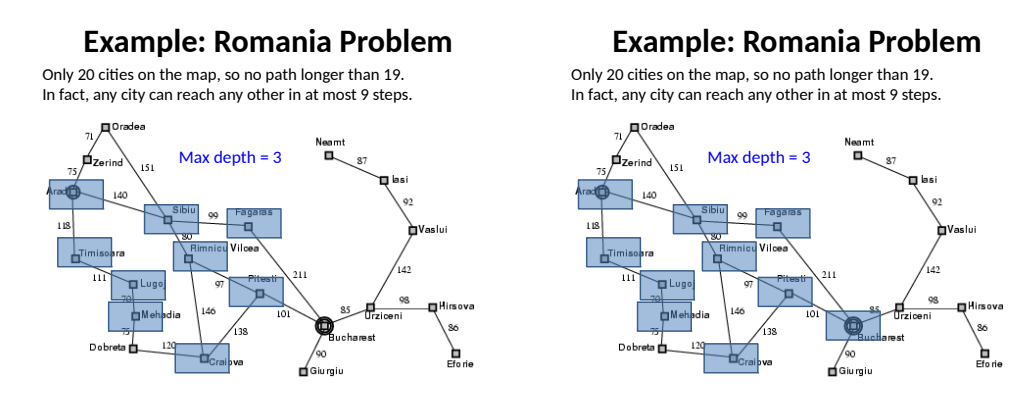 Example: Romania Problem
Only 20 cities on the map, so no path longer than 19.
In fact, any city can reach any other in at most 9 steps.
Oradea
71
Neamt
Zerind
151
Max depth = 3
87
75
Iasi
Arad
140
92
Sibiu
99
Fagaras
118
Vaslui
80
Timisoara
Rimnicu Vilcea
111
Lugoj
97
Pitesti
211
142
70
98
Hirsova
Mehadia
146
101
85
Urziceni
75
138
86
Bucharest
Dobreta
120
90
Craiova
Eforie
Giurgiu
Example: Romania Problem
Only 20 cities on the map, so no path longer than 19.
In fact, any city can reach any other in at most 9 steps.
Oradea
71
Neamt
Zerind
151
Max depth = 3
87
75
Iasi
Arad
140
92
Sibiu
99
Fagaras
118
Vaslui
80
Timisoara
Rimnicu Vilcea
111
Lugoj
97
Pitesti
211
142
70
98
Hirsova
Mehadia
146
101
85
Urziceni
75
138
86
Bucharest
Dobreta
120
90
Craiova
Eforie
Giurgiu